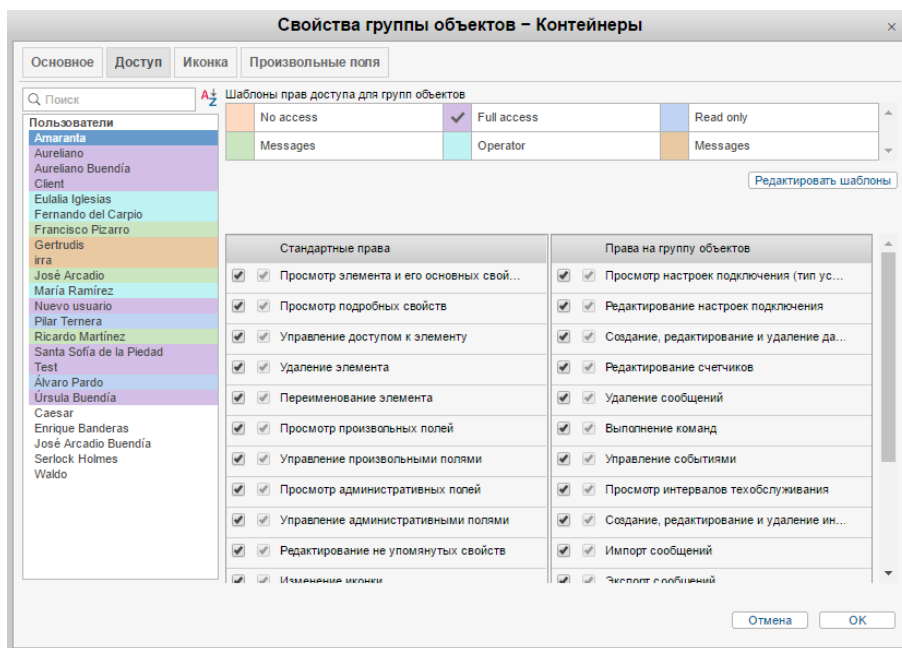 Свойства группы объектов – Контейнеры
Основное Доступ Иконка Произвольные поля
Поиск
Шаблоны прав доступа для групп объектов
No access Full access Read only
Messages Operator Messages
Редактировать шаблоны
Пользователи
Amaranta
Aureliano
Aureliano Buendía
Client
Eulalia Iglesias
Fernando del Carpio
Francisco Pizarro
Gertrudis
irra
José Arcadio
María Ramírez
Nuevo usuario
Pilar Ternera
Ricardo Martínez
Santa Sofía de la Piedad
Test
Álvaro Pardo
Úrsula Buendía
Caesar
Enrique Banderas
José Arcadio Buendía
Serlock Holmes
Waldo
Стандартные права
Просмотр элемента и его основных свой...
Просмотр подробных свойств
Управление доступом к элементу
Удаление элемента
Переименование элемента
Просмотр произвольных полей
Управление произвольными полями
Просмотр административных полей
Управление административными полями
Редактирование не упомянутых свойств
Изменение иконки
Права на группу объектов
Просмотр настроек подключения (тип ус...
Редактирование настроек подключения
Создание, редактирование и удаление да...
Редактирование счетчиков
Удаление сообщений
Выполнение команд
Управление событиями
Просмотр интервалов техобслуживания
Создание, редактирование и удаление ин...
Импорт сообщений
Экспорт сообщений
Отмена OK